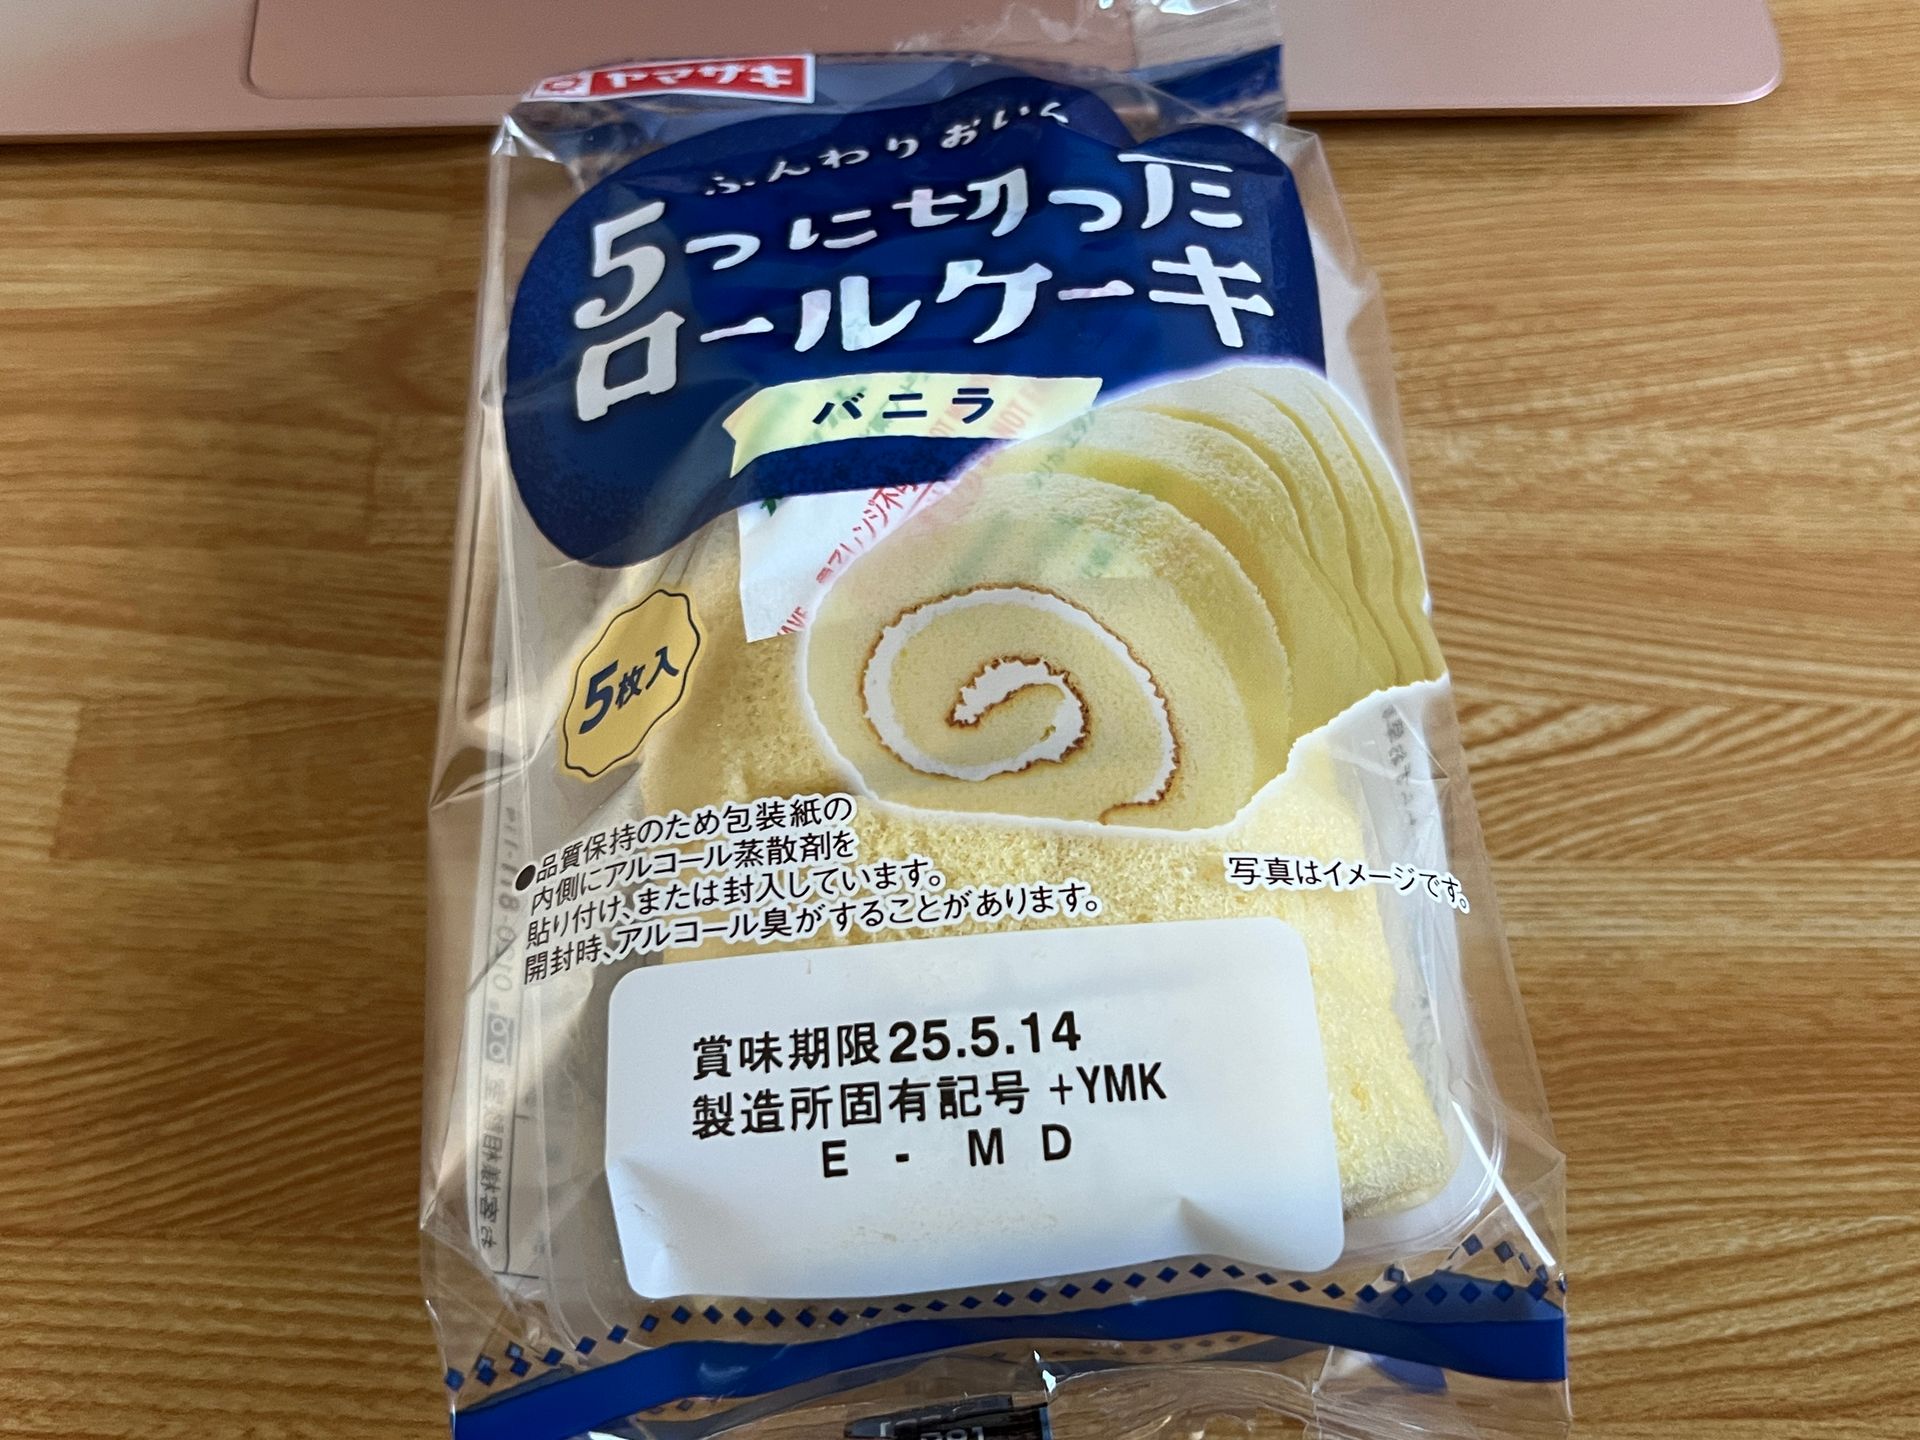 ヤマザキ
ふんわりおいしく
5つに切った
ロールケーキ
バニラ
レンジ不可
5枚入
●品質保持のため包装紙の
内側にアルコール蒸散剤を
貼り付け、または封入しています。
開封時、アルコール臭がすることがあります。
写真はイメージです。
賞味期限25.5.14
製造所固有記号 +YMK
E - M D